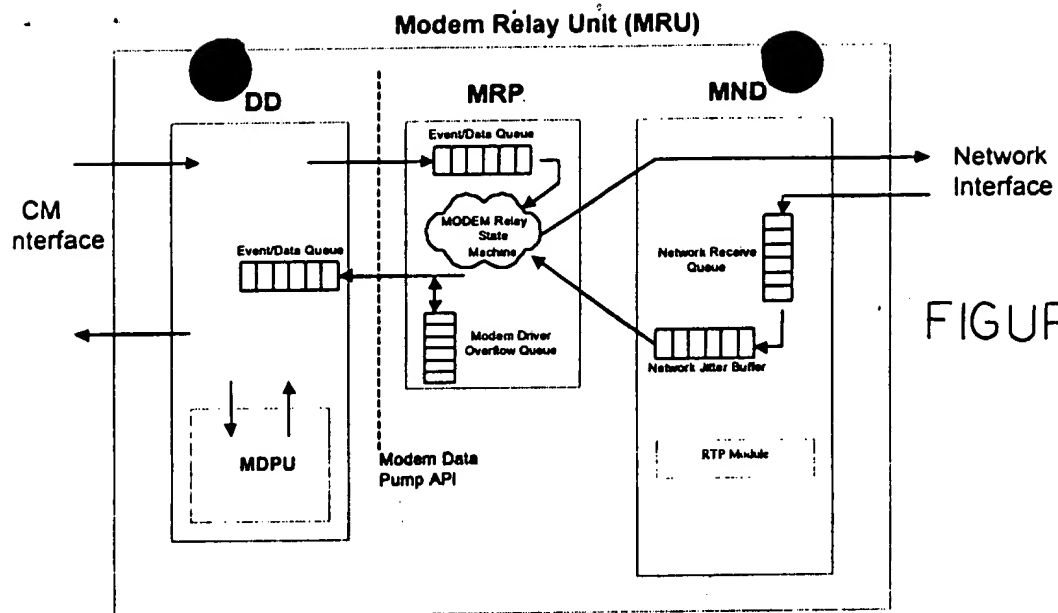 Modem Relay Unit (MRU)
DD
MRP
MND
Event/Data Queue
MODEM Relay
State
Machine
Event/Data Queue
Modem Driver
Overflow Queue
Network Receive
Queue
Network Jitter Buffer
RTP Module
MDPU
Modem Data
Pump API
CM
nterface
Network
Interface
FIGUR